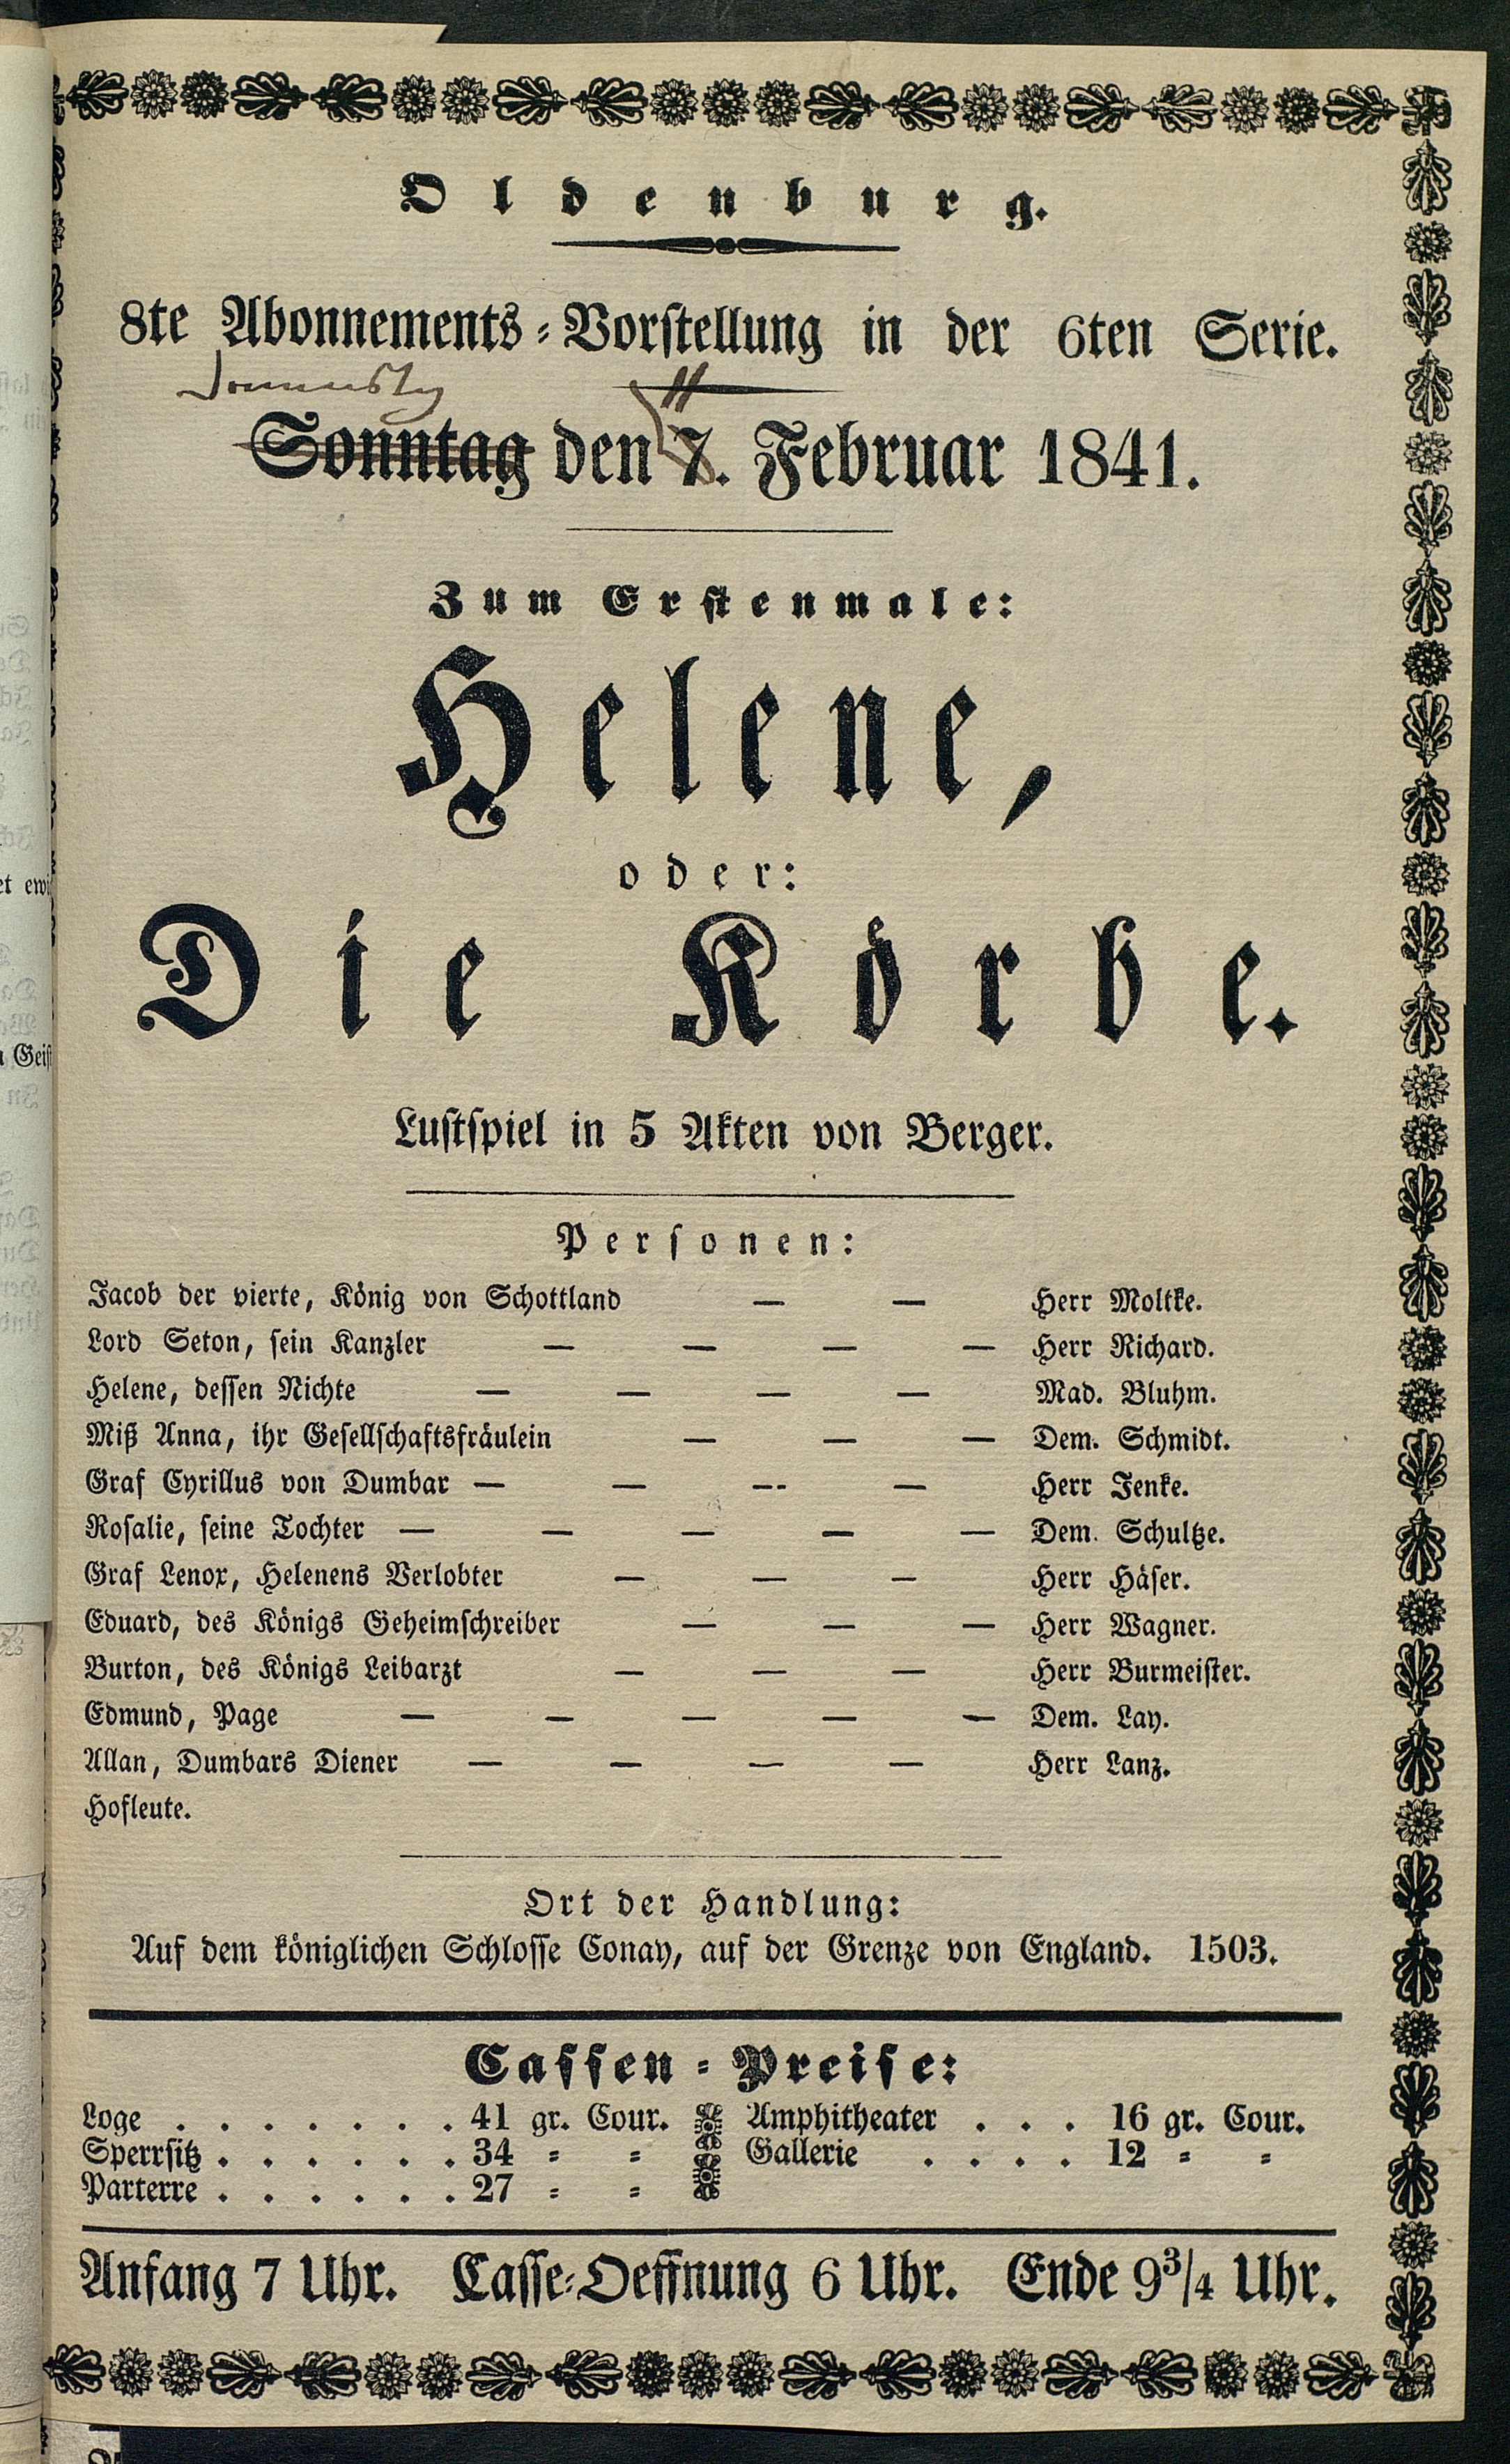 Oldenburg.
8te Abonnements-Vorstellung in der 6ten Serie.
11
Sonntag den 7. Februar 1841.
Zum Erstenmale:
Helene,
oder:
Die Körbe.
Lustspiel in 5 Akten von Berger.
Personen:
Jacob der vierte, König von Schottland — — Herr Moltke.
Lord Seton, sein Kanzler — — — — Herr Richard.
Helene, dessen Nichte — — — — Mad. Bluhm.
Miß Anna, ihr Gesellschaftsfräulein — — — Dem. Schmidt.
Graf Cyrillus von Dumbar — — — — Herr Jenke.
Rosalie, seine Tochter — — — — — Dem. Schultze.
Graf Lenox, Helenens Verlobter — — — Herr Häser.
Eduard, des Königs Geheimschreiber — — — Herr Wagner.
Burton, des Königs Leibarzt — — — Herr Burmeister.
Edmund, Page — — — — — Dem. Lay.
Allan, Dumbars Diener — — — — Herr Lanz.
Hofleute.
Ort der Handlung:
Auf dem königlichen Schlosse Conay, auf der Grenze von England. 1503.
Cassen-Preise:
Loge . . . . . . . 41 gr. Cour. Amphitheater . . . 16 gr. Cour.
Sperrsitz . . . . . . 34 = = Gallerie . . . . 12 = =
Parterre . . . . . . 27 = =
Anfang 7 Uhr. Casse-Oeffnung 6 Uhr. Ende 9 3/4 Uhr.